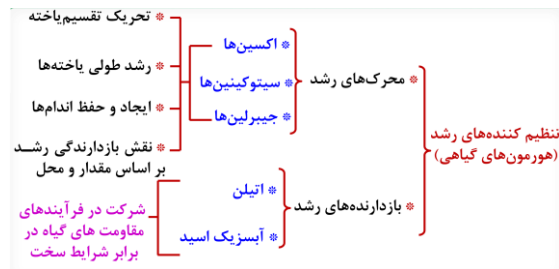 تنظیم کننده‌های رشد
(هورمون‌های گیاهی)
* محرک‌های رشد
* اکسین‌ها
* سیتوکینین‌ها
* جیبرلین‌ها
* تحریک تقسیم‌یاخته
* رشد طولی یاخته‌ها
* ایجاد و حفظ اندام‌ها
* نقش بازدارندگی رشــد
بر اساس مقدار و محل
* بازدارنده‌های رشد
* اتیلن
* آبسزیک اسید
شرکت در فرآیندهای
مقاومت های گیاه در
برابر شرایط سخت